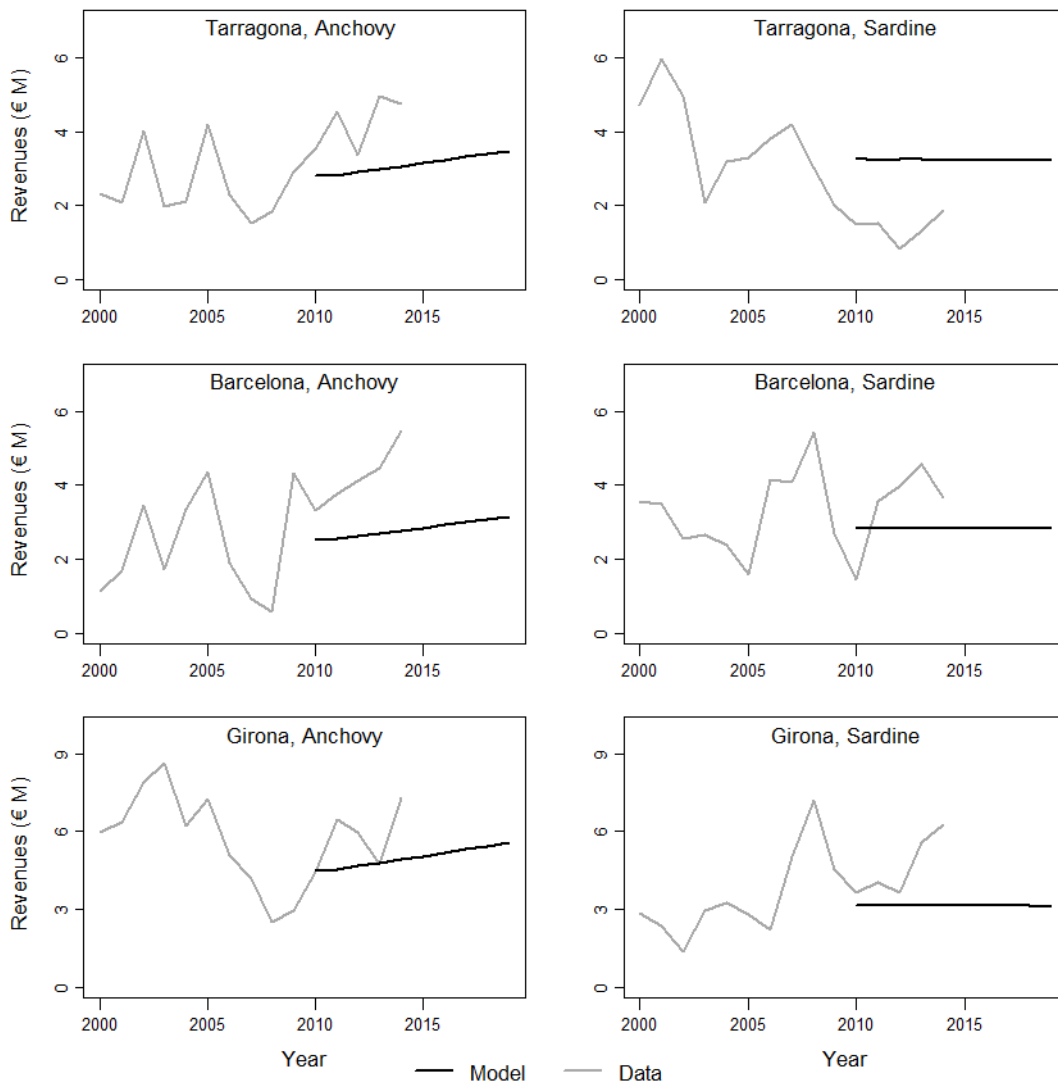 Tarragona, Anchovy
Revenues (€ M)
6
4
2
0
2000 2005 2010 2015
Tarragona, Sardine
6
4
2
0
2000 2005 2010 2015
Barcelona, Anchovy
Revenues (€ M)
6
4
2
0
2000 2005 2010 2015
Barcelona, Sardine
6
4
2
0
2000 2005 2010 2015
Girona, Anchovy
Revenues (€ M)
9
6
3
0
2000 2005 2010 2015
Year
Girona, Sardine
9
6
3
0
2000 2005 2010 2015
Year
Model Data